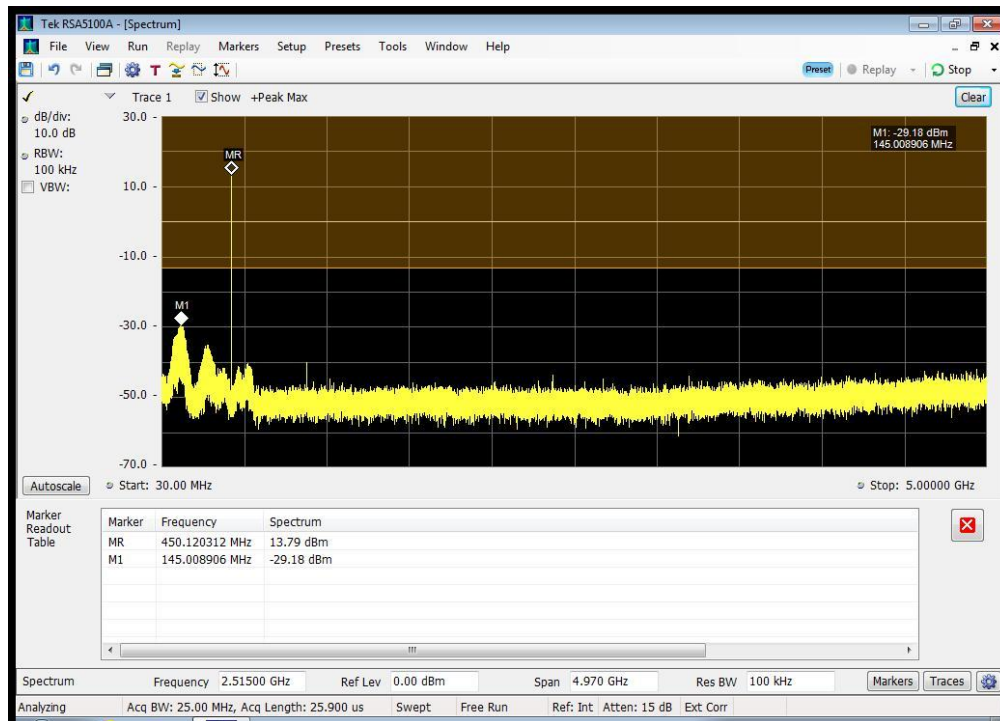 Tek RSA5100A - [Spectrum]
File View Run Replay Markers Setup Presets Tools Window Help
T Preset Replay Stop
Trace 1 Show +Peak Max Clear
dB/div:
10.0 dB
RBW:
100 kHz
VBW:
30.0
10.0
-10.0
-30.0
-50.0
-70.0
MR
M1
M1: -29.18 dBm
145.008906 MHz
Autoscale Start: 30.00 MHz Stop: 5.00000 GHz
Marker
Readout
Table
Marker Frequency Spectrum
MR 450.120312 MHz 13.79 dBm
M1 145.008906 MHz -29.18 dBm
Spectrum Frequency 2.51500 GHz Ref Lev 0.00 dBm Span 4.970 GHz Res BW 100 kHz Markers Traces
Analyzing Acq BW: 25.00 MHz, Acq Length: 25.900 us Swept Free Run Ref: Int Atten: 15 dB Ext Corr